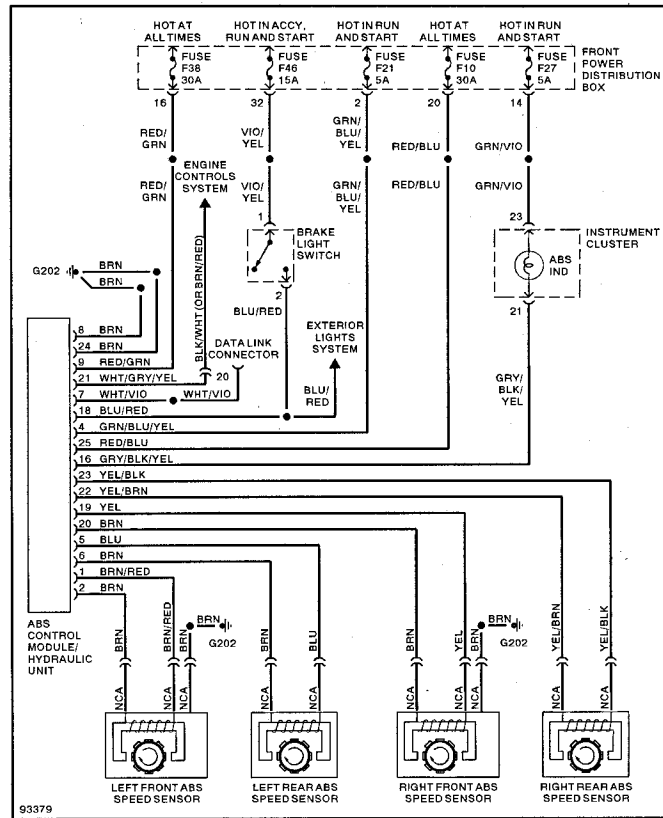 HOT AT ALL TIMES
HOT IN ACCY, RUN AND START
HOT IN RUN AND START
HOT AT ALL TIMES
HOT IN RUN AND START
FUSE F38 30A
FUSE F46 15A
FUSE F21 5A
FUSE F10 30A
FUSE F27 5A
FRONT POWER DISTRIBUTION BOX
16
32
2
20
14
RED/GRN
VIO/YEL
GRN/BLU/YEL
RED/BLU
GRN/VIO
RED/GRN
ENGINE CONTROLS SYSTEM
VIO/YEL
GRN/BLU/YEL
RED/BLU
GRN/VIO
1
BRAKE LIGHT SWITCH
2
BLU/RED
23
INSTRUMENT CLUSTER
ABS IND
21
G202
BRN
BRN
BLK/WHT (OR BRN/RED)
DATA LINK CONNECTOR
EXTERIOR LIGHTS SYSTEM
BLU/RED
GRY/BLK/YEL
8 BRN
24 BRN
9 RED/GRN
21 WHT/GRY/YEL
20
7 WHT/VIO
WHT/VIO
18 BLU/RED
4 GRN/BLU/YEL
25 RED/BLU
16 GRY/BLK/YEL
23 YEL/BLK
22 YEL/BRN
19 YEL
20 BRN
5 BLU
6 BRN
1 BRN/RED
2 BRN
ABS CONTROL MODULE/HYDRAULIC UNIT
BRN
BRN/RED
BRN
BRN
G202
BRN
BLU
BRN
YEL
BRN
BRN
G202
YEL/BRN
YEL/BLK
NCA
NCA
NCA
NCA
NCA
NCA
NCA
NCA
NCA
NCA
LEFT FRONT ABS SPEED SENSOR
LEFT REAR ABS SPEED SENSOR
RIGHT FRONT ABS SPEED SENSOR
RIGHT REAR ABS SPEED SENSOR
93379